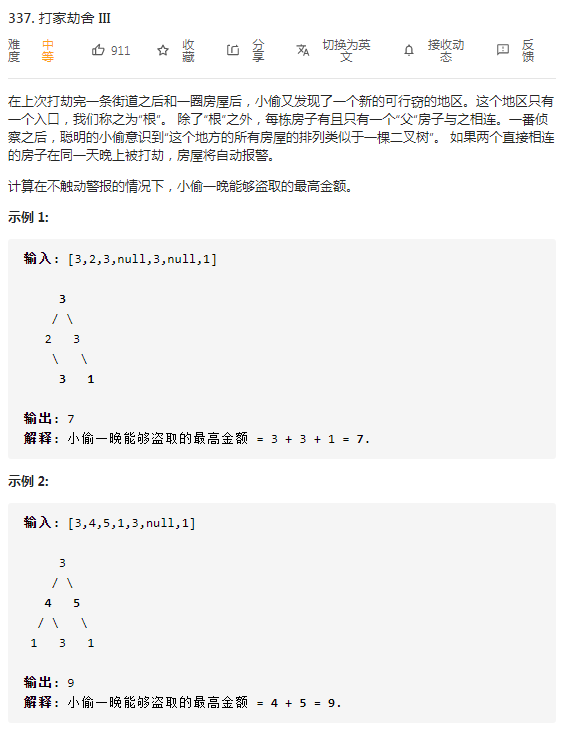 337. 打家劫舍 III
难度 中等 911 收藏 分享 切换为英文 接收动态 反馈
在上次打劫完一条街道之后和一圈房屋后，小偷又发现了一个新的可行窃的地区。这个地区只有
一个入口，我们称之为“根”。 除了“根”之外，每栋房子有且只有一个“父“房子与之相连。一番侦
察之后，聪明的小偷意识到“这个地方的所有房屋的排列类似于一棵二叉树”。 如果两个直接相连
的房子在同一天晚上被打劫，房屋将自动报警。
计算在不触动警报的情况下，小偷一晚能够盗取的最高金额。
示例 1:
输入: [3,2,3,null,3,null,1]
3
/ \
2 3
\ \
3 1
输出: 7
解释: 小偷一晚能够盗取的最高金额 = 3 + 3 + 1 = 7.
示例 2:
输入: [3,4,5,1,3,null,1]
3
/ \
4 5
/ \ \
1 3 1
输出: 9
解释: 小偷一晚能够盗取的最高金额 = 4 + 5 = 9.